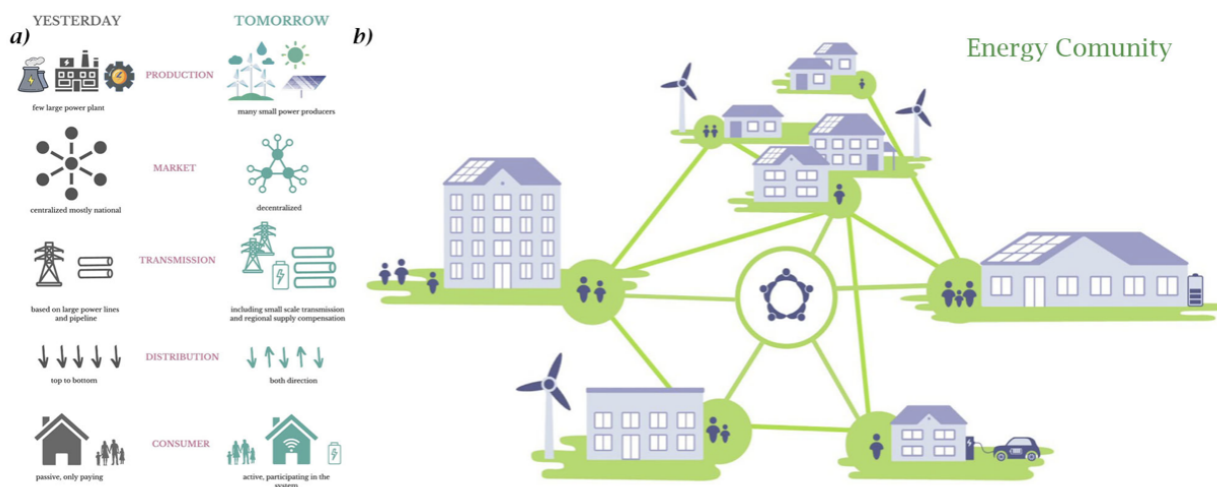 a)
YESTERDAY
TOMORROW
PRODUCTION
few large power plant
many small power producers
MARKET
centralized mostly national
decentralized
TRANSMISSION
based on large power lines
and pipeline
including small scale transmission
and regional supply compensation
DISTRIBUTION
top to bottom
both direction
CONSUMER
passive, only paying
active, participating in the
system
b)
Energy Comunity